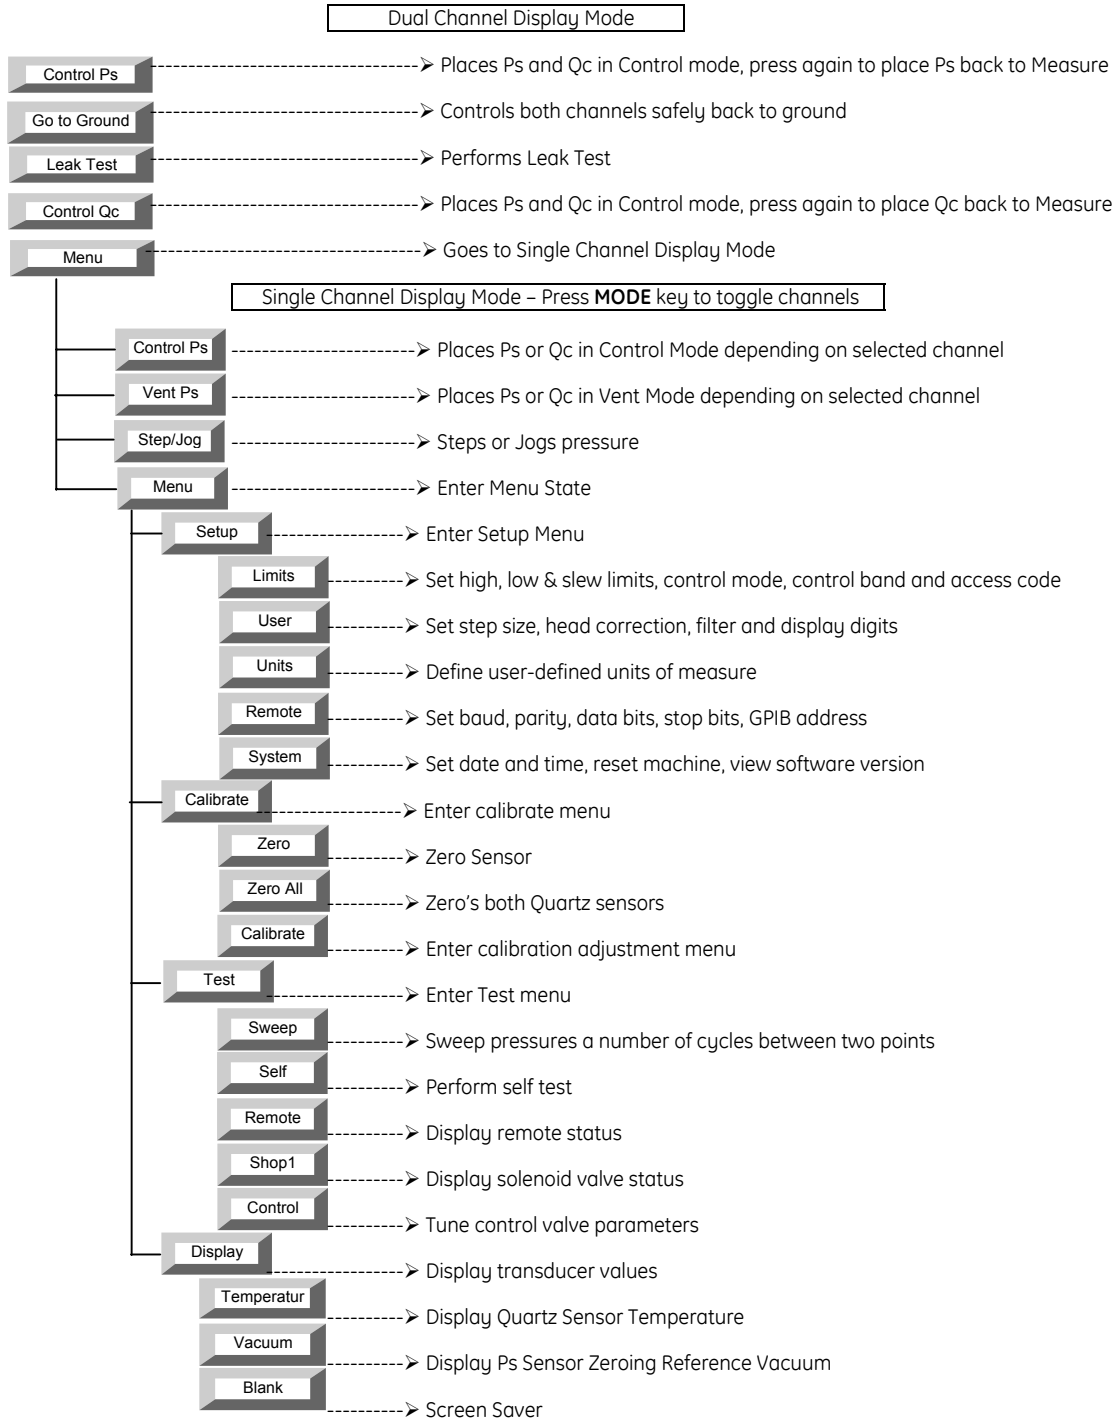 Dual Channel Display Mode
Control Ps Places Ps and Qc in Control mode, press again to place Ps back to Measure
Go to Ground Controls both channels safely back to ground
Leak Test Performs Leak Test
Control Qc Places Ps and Qc in Control mode, press again to place Qc back to Measure
Menu Goes to Single Channel Display Mode
Single Channel Display Mode – Press MODE key to toggle channels
Control Ps Places Ps or Qc in Control Mode depending on selected channel
Vent Ps Places Ps or Qc in Vent Mode depending on selected channel
Step/Jog Steps or Jogs pressure
Menu Enter Menu State
Setup Enter Setup Menu
Limits Set high, low & slew limits, control mode, control band and access code
User Set step size, head correction, filter and display digits
Units Define user-defined units of measure
Remote Set baud, parity, data bits, stop bits, GPIB address
System Set date and time, reset machine, view software version
Calibrate Enter calibrate menu
Zero Zero Sensor
Zero All Zero's both Quartz sensors
Calibrate Enter calibration adjustment menu
Test Enter Test menu
Sweep Sweep pressures a number of cycles between two points
Self Perform self test
Remote Display remote status
Shop1 Display solenoid valve status
Control Tune control valve parameters
Display Display transducer values
Temperatur Display Quartz Sensor Temperature
Vacuum Display Ps Sensor Zeroing Reference Vacuum
Blank Screen Saver